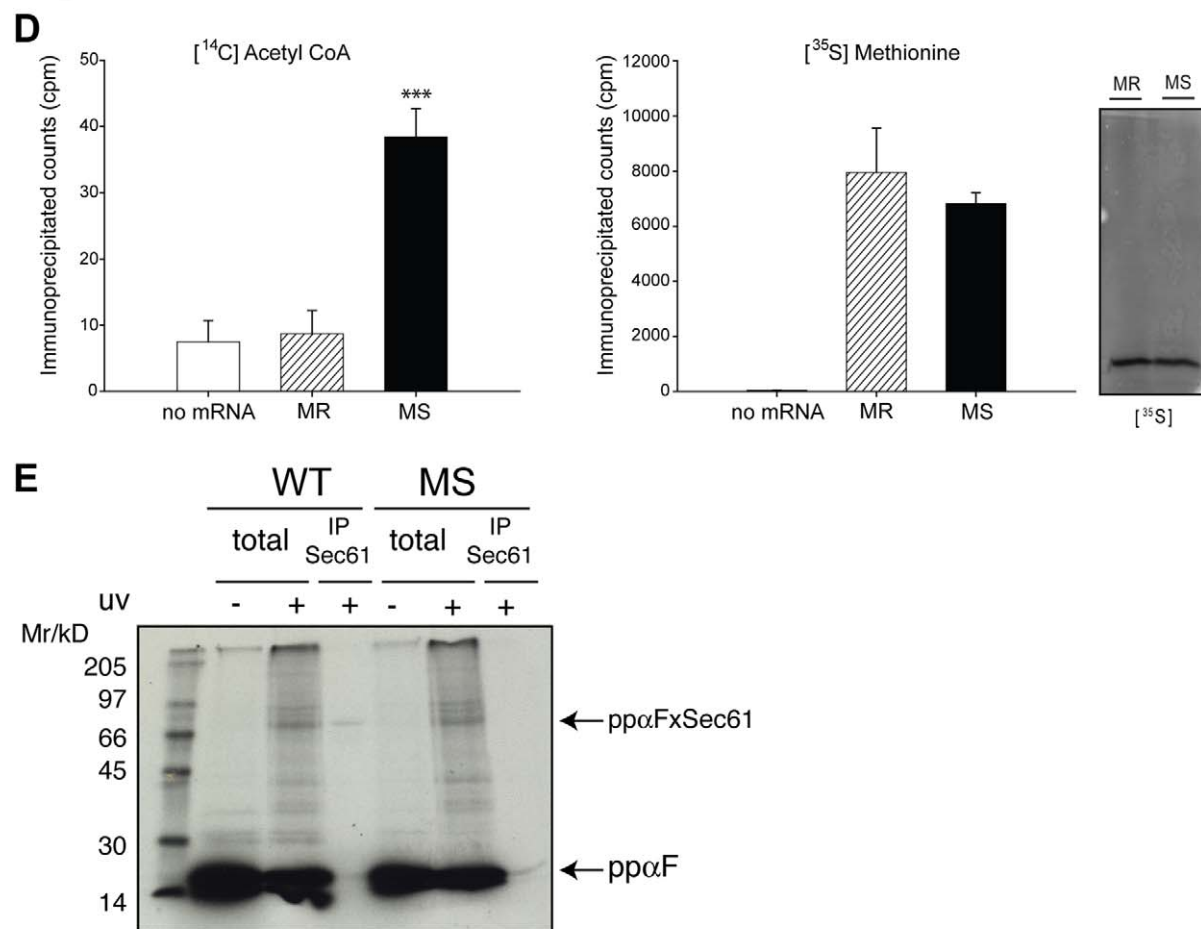 D
[¹⁴C] Acetyl CoA
Immunoprecipitated counts (cpm)
50
40
30
20
10
0
***
no mRNA MR MS
[³⁵S] Methionine
Immunoprecipitated counts (cpm)
12000
10000
8000
6000
4000
2000
0
no mRNA MR MS
MR MS
[³⁵S]
E
WT MS
total IP Sec61 total IP Sec61
uv - + + - + +
Mr/kD
205
97
66
45
30
14
ppαFxSec61
ppαF